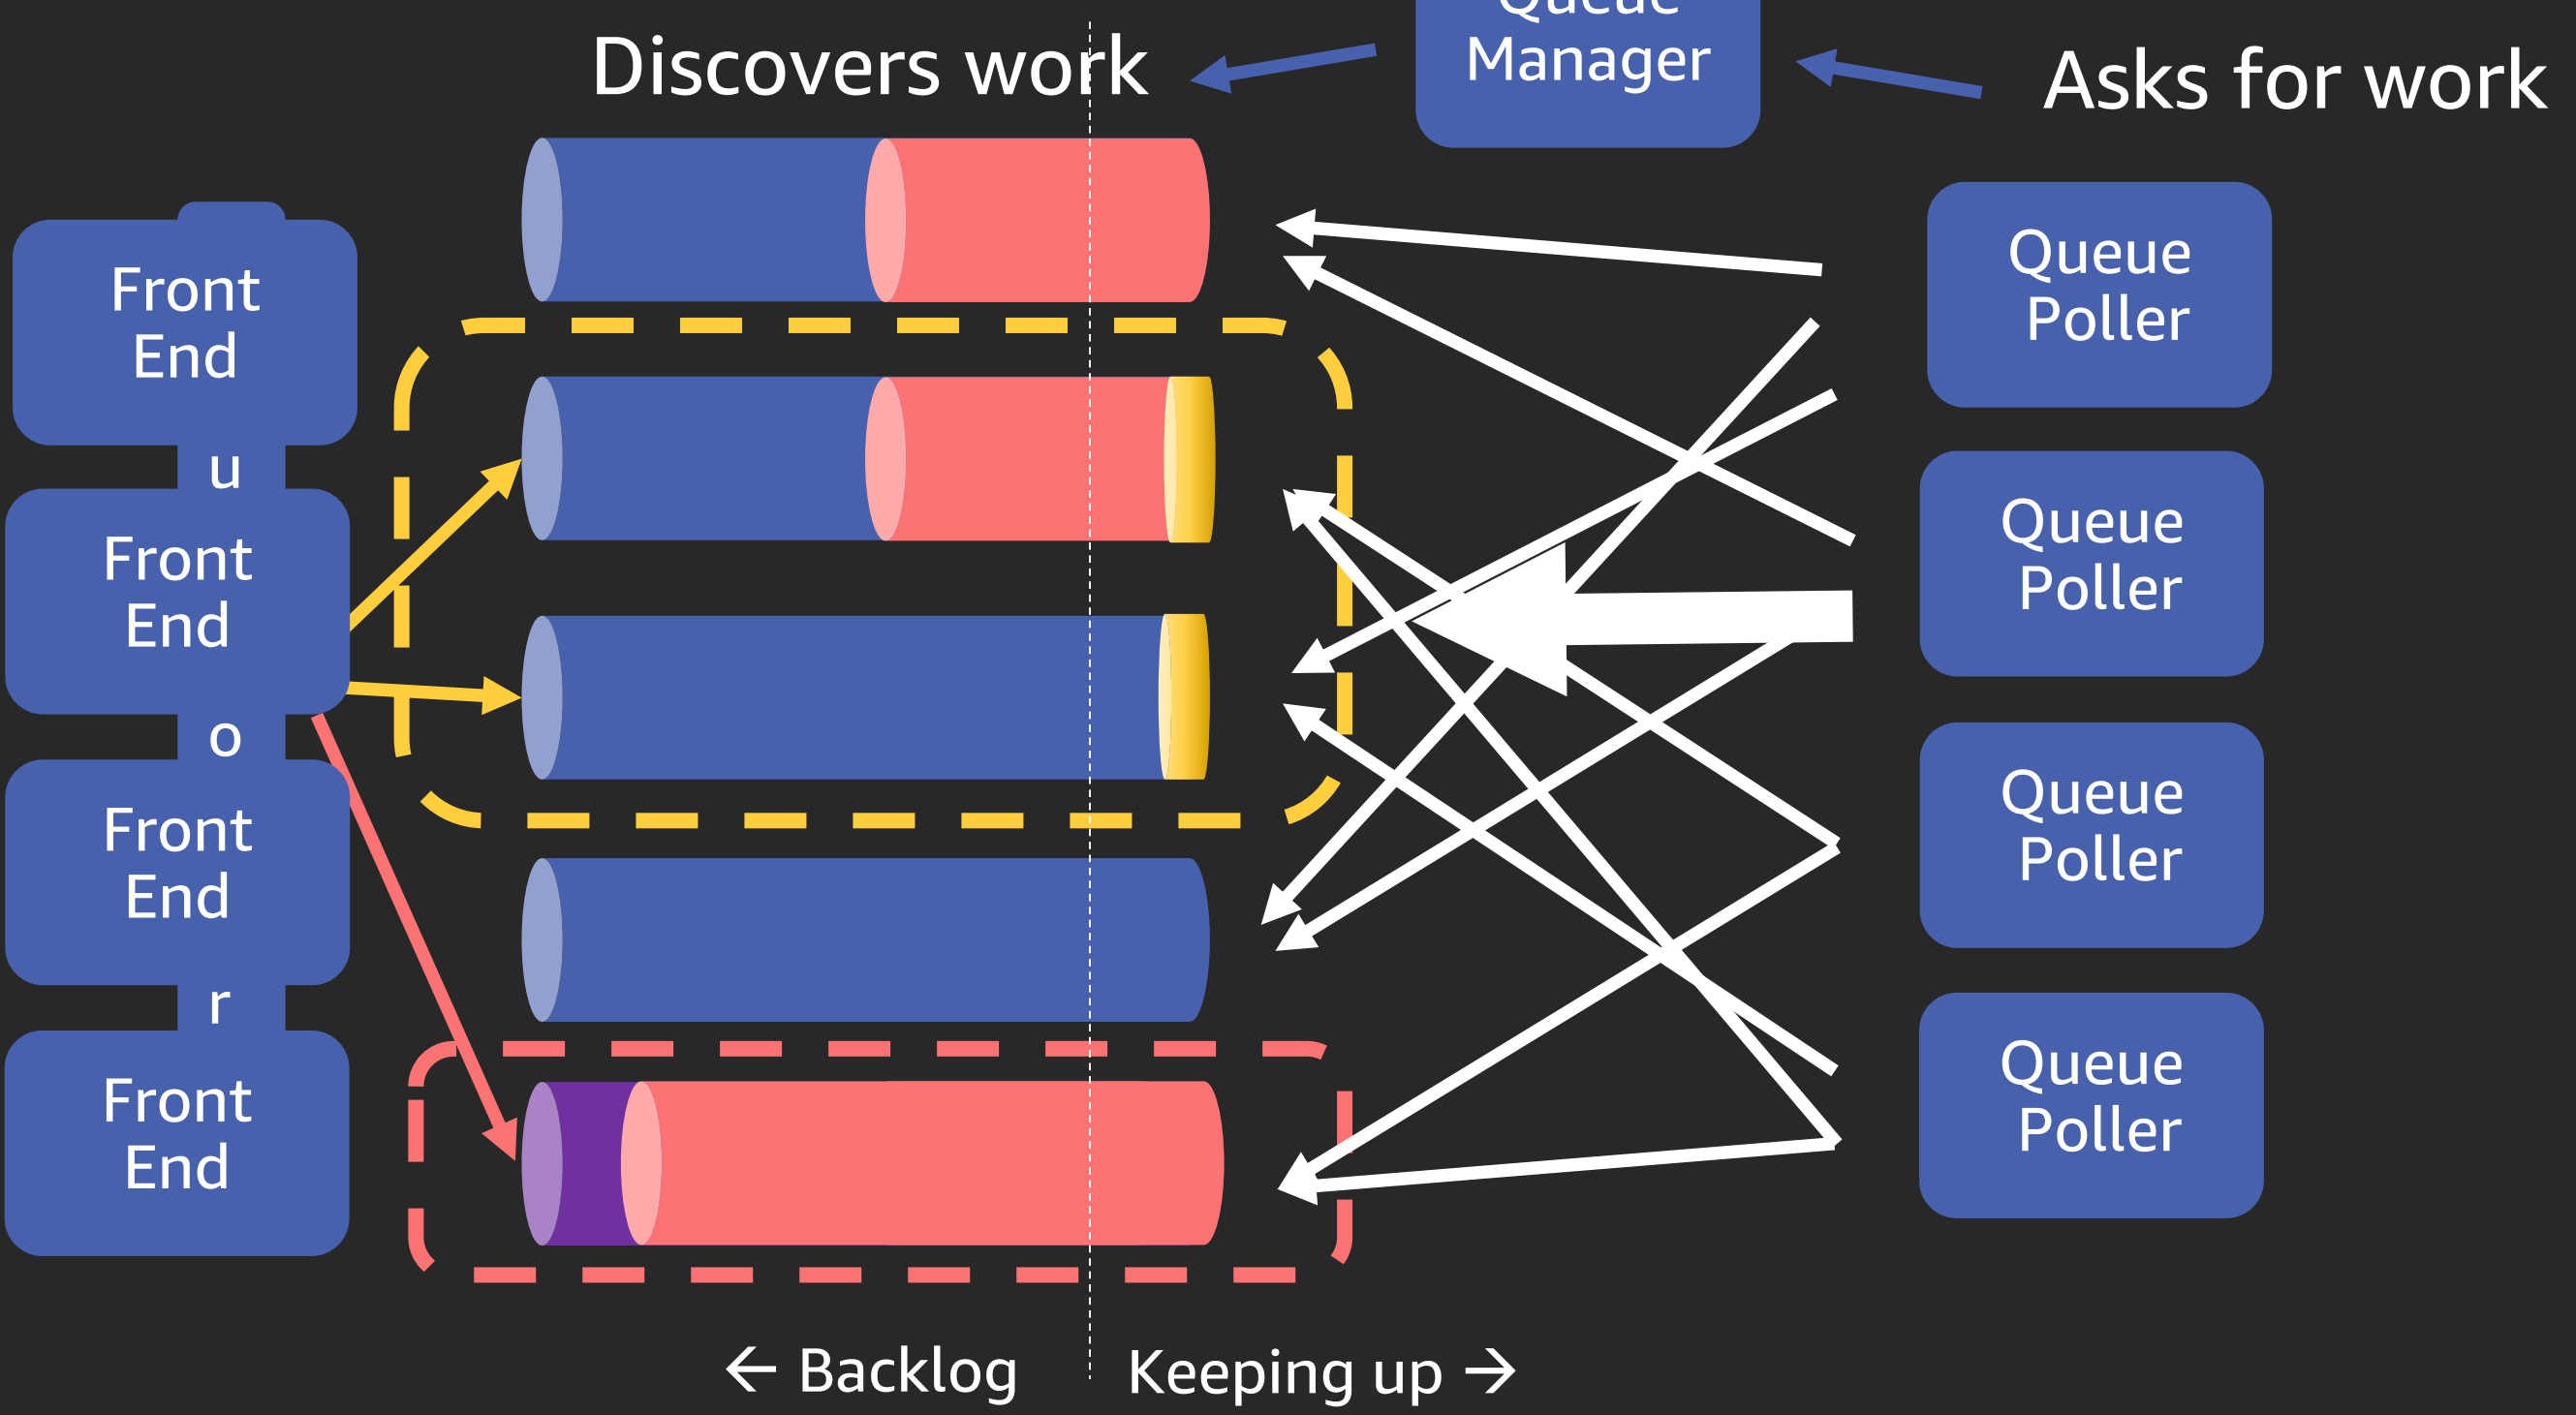 Discovers work
Queue
Manager
Asks for work
Front
End
u
Front
End
o
Front
End
r
Front
End
Queue
Poller
Queue
Poller
Queue
Poller
Queue
Poller
← Backlog
Keeping up →